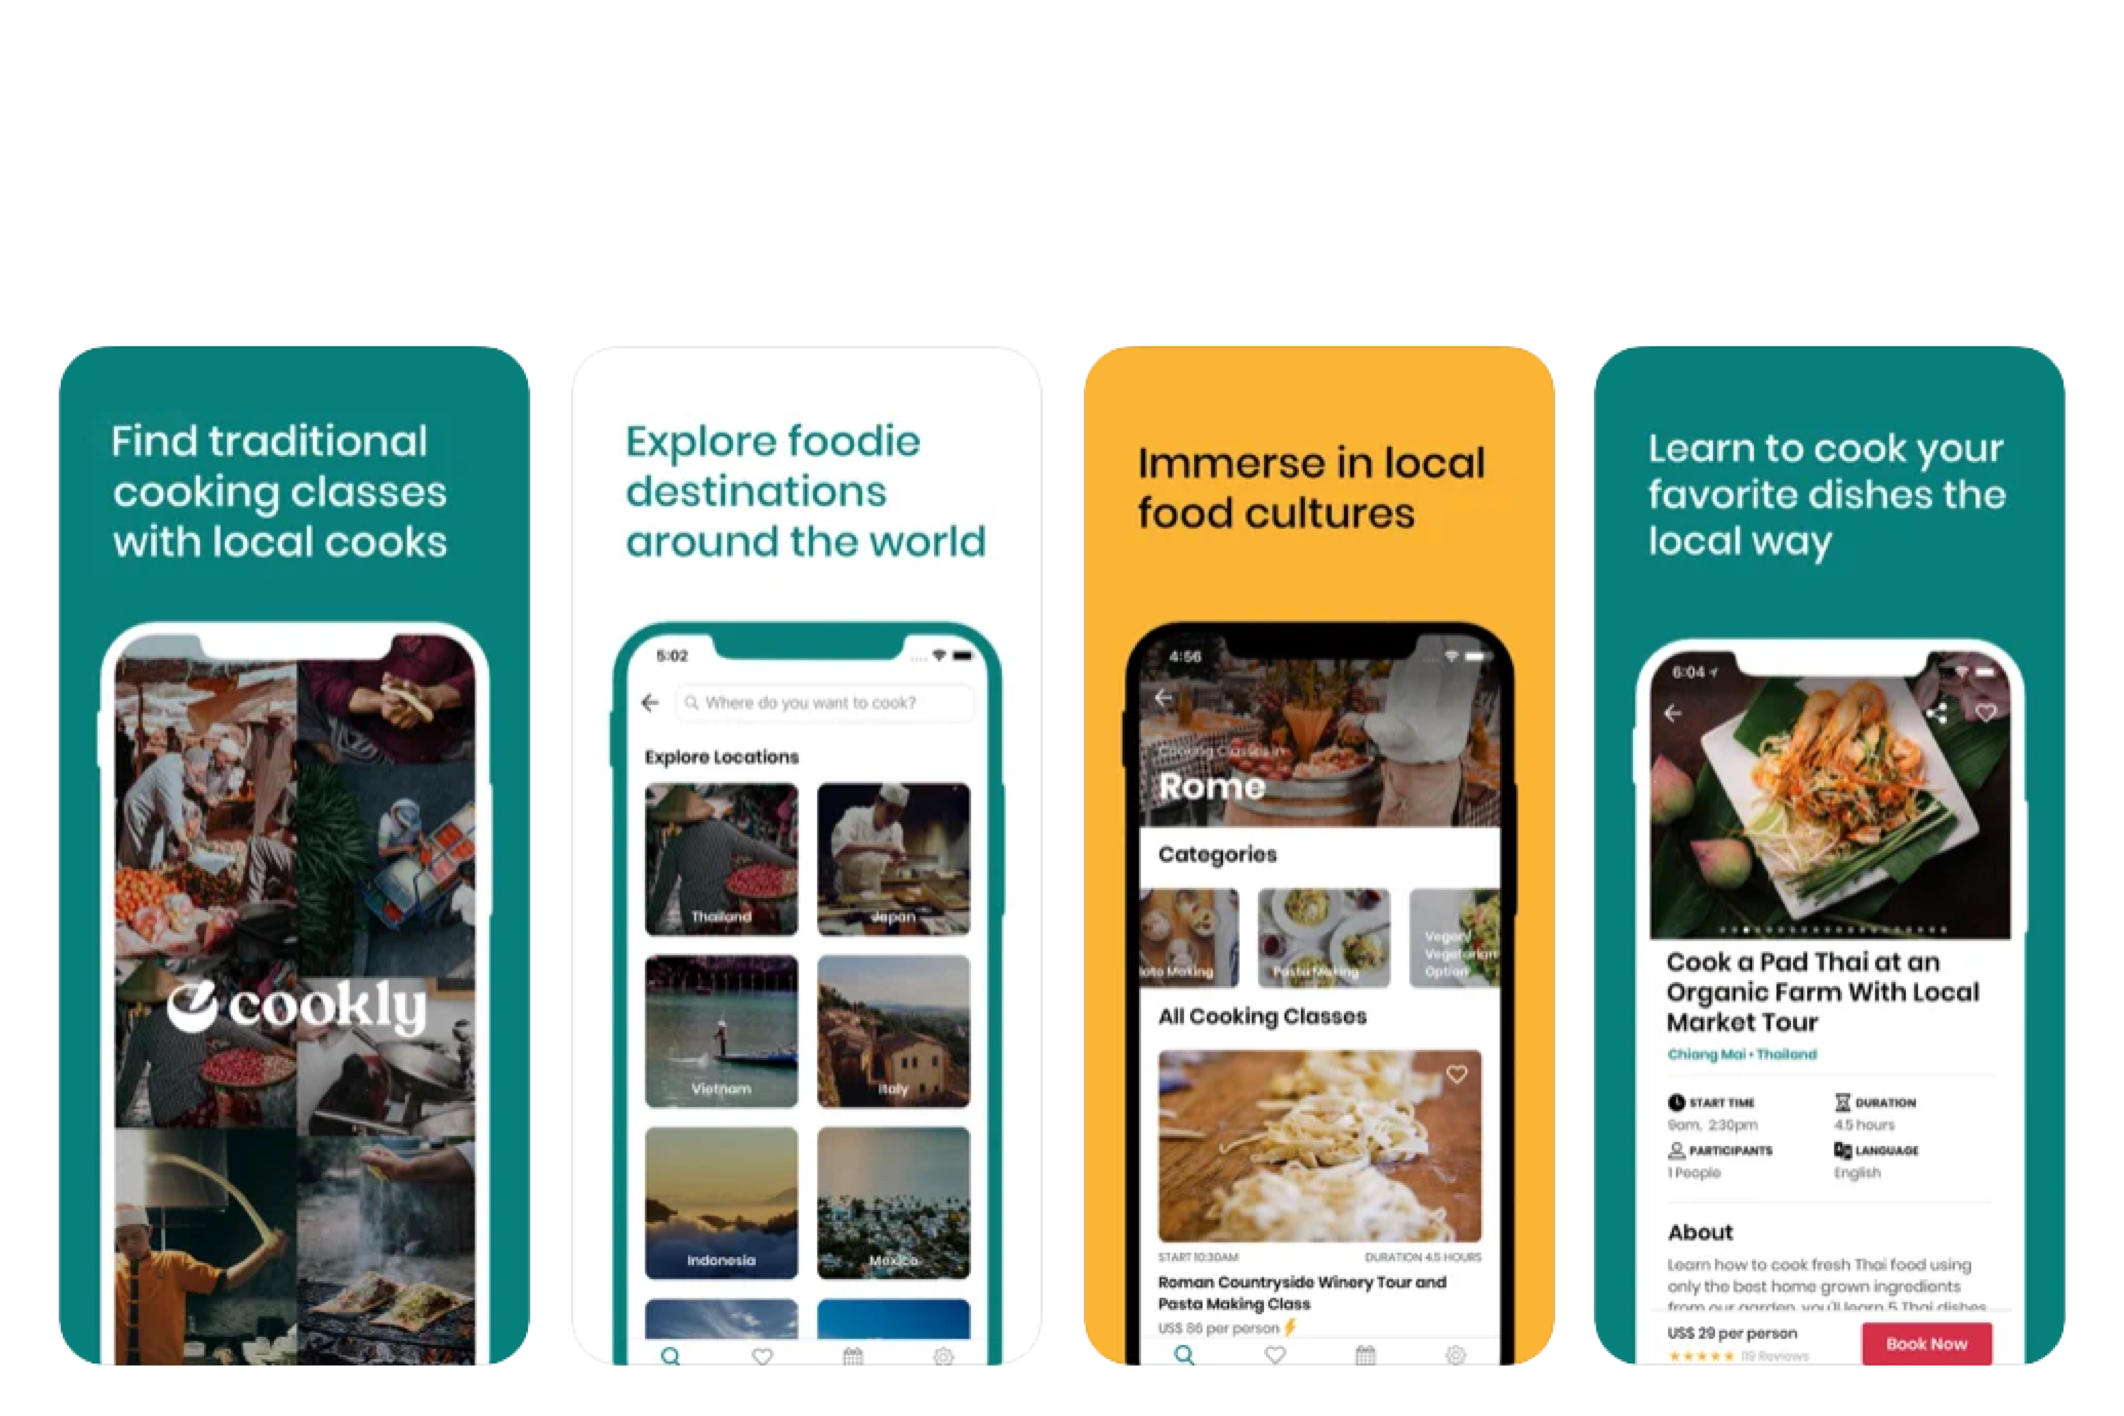 Find traditional
cooking classes
with local cooks
cookly
Explore foodie
destinations
around the world
5:02
Where do you want to cook?
Explore Locations
Thailand
Japan
Vietnam
Italy
Indonesia
Mexico
Immerse in local
food cultures
4:56
Cooking Classes in
Rome
Categories
Making
Pasta Making
Vegan/
Vegetarian
Option
All Cooking Classes
START 10:30AM
DURATION 4.5 HOURS
Roman Countryside Winery Tour and
Pasta Making Class
US$ 86 per person
Learn to cook your
favorite dishes the
local way
6:04
Cook a Pad Thai at an
Organic Farm With Local
Market Tour
Chiang Mai • Thailand
START TIME
DURATION
9am, 2:30pm
4.5 hours
PARTICIPANTS
LANGUAGE
1 People
English
About
Learn how to cook fresh Thai food using
only the best home grown ingredients
from our garden, you'll learn 5 Thai dishes
US$ 29 per person
119 Reviews
Book Now